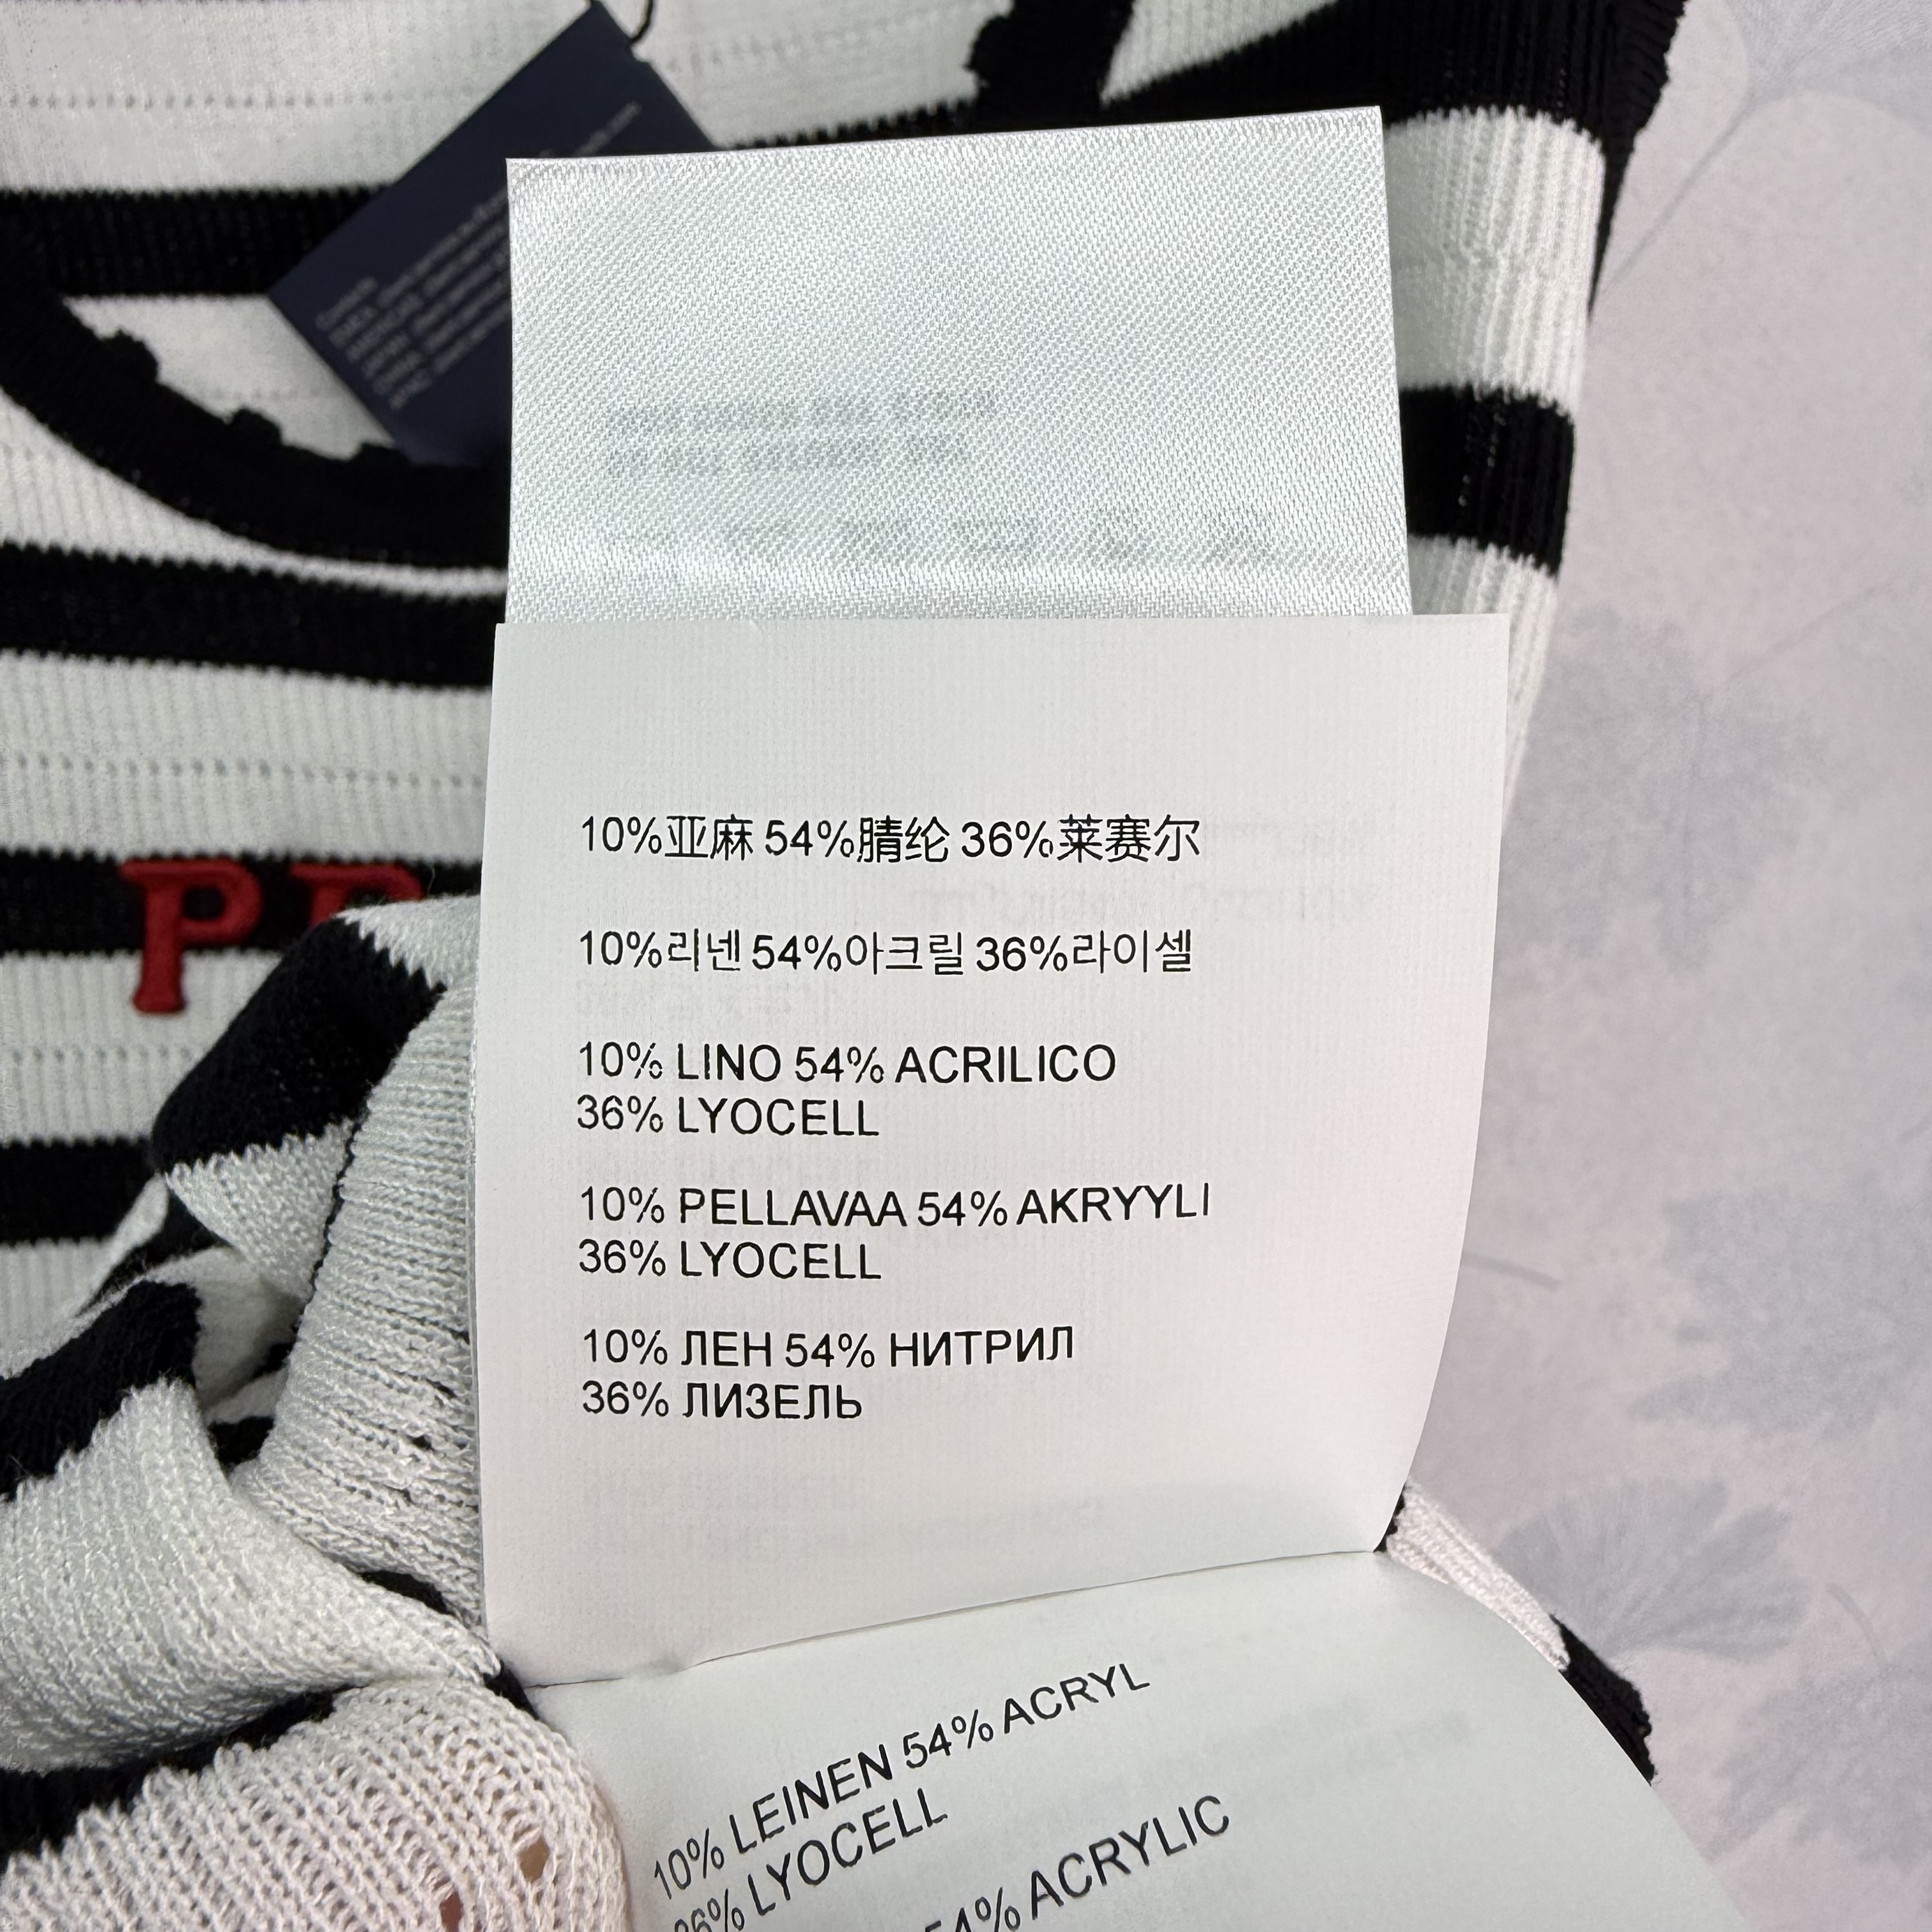 10%亚麻 54%腈纶 36%莱赛尔
10%리넨 54%아크릴 36%라이셀
10% LINO 54% ACRILICO
36% LYOCELL
10% PELLAVAA 54% AKRYYLI
36% LYOCELL
10% ЛЕН 54% НИТРИЛ
36% ЛИЗЕЛЬ
10% LEINEN 54% ACRYL
36% LYOCELL
54% ACRYLIC
P